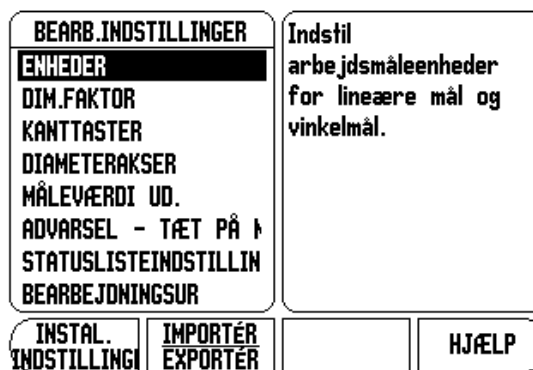 BEARB.INDSTILLINGER
ENHEDER
DIM.FAKTOR
KANTTASTER
DIAMETERAKSER
MÅLEVÆRDI UD.
ADVARSEL - TÆT PÅ
STATUSLISTEINDSTILLIN
BEARBEJDNINGSUR
Indstil
arbejdsmåleenheder
for lineære mål og
vinkelmål.
INSTAL.
INDSTILLINGI
IMPORTÉR
EXPORTÉR
HJÆLP